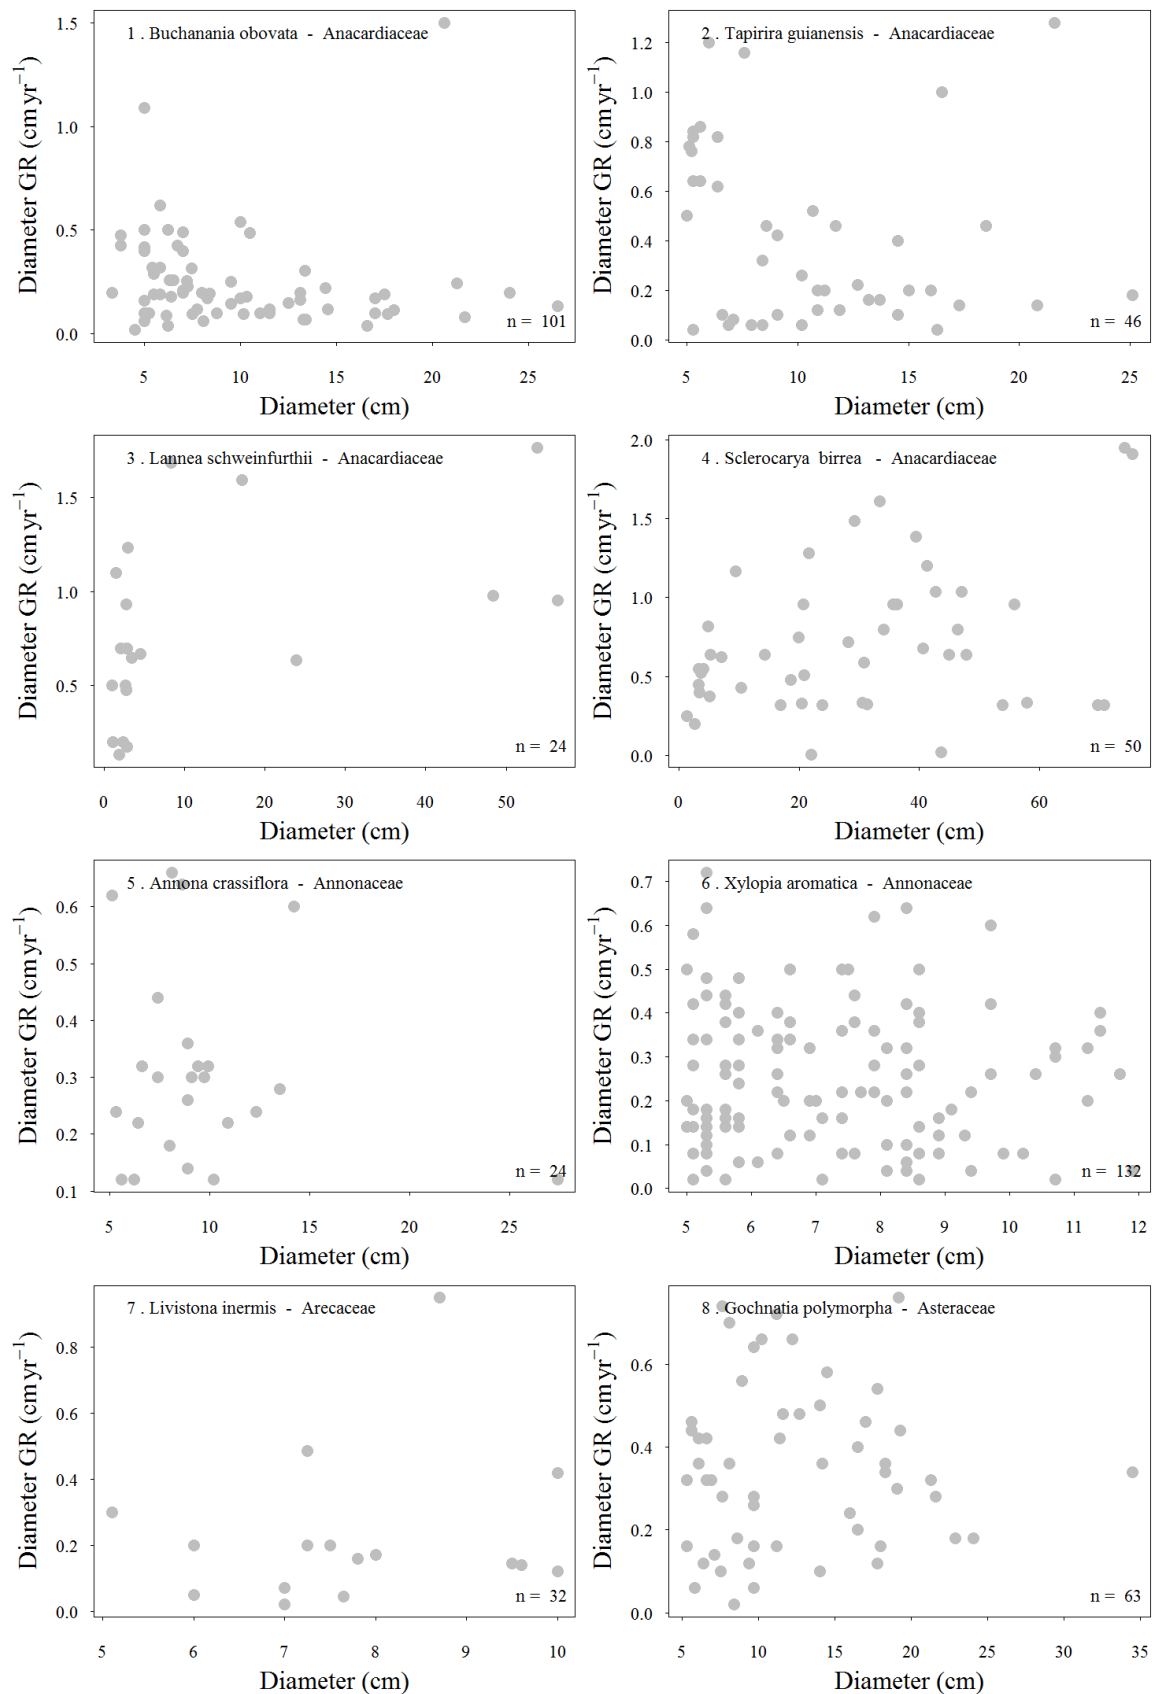 1 . Buchanania obovata - Anacardiaceae
1.5
1.0
0.5
0.0
Diameter GR (cm yr−1)
n = 101
5 10 15 20 25
Diameter (cm)
2 . Tapirira guianensis - Anacardiaceae
1.2
1.0
0.8
0.6
0.4
0.2
0.0
Diameter GR (cm yr−1)
n = 46
5 10 15 20 25
Diameter (cm)
3 . Lannea schweinfurthii - Anacardiaceae
1.5
1.0
0.5
Diameter GR (cm yr−1)
n = 24
0 10 20 30 40 50
Diameter (cm)
4 . Sclerocarya birrea - Anacardiaceae
2.0
1.5
1.0
0.5
0.0
Diameter GR (cm yr−1)
n = 50
0 20 40 60
Diameter (cm)
5 . Annona crassiflora - Annonaceae
0.6
0.5
0.4
0.3
0.2
0.1
Diameter GR (cm yr−1)
n = 24
5 10 15 20 25
Diameter (cm)
6 . Xylopia aromatica - Annonaceae
0.7
0.6
0.5
0.4
0.3
0.2
0.1
0.0
Diameter GR (cm yr−1)
n = 132
5 6 7 8 9 10 11 12
Diameter (cm)
7 . Livistona inermis - Arecaceae
0.8
0.6
0.4
0.2
0.0
Diameter GR (cm yr−1)
n = 32
5 6 7 8 9 10
Diameter (cm)
8 . Gochnatia polymorpha - Asteraceae
0.6
0.4
0.2
0.0
Diameter GR (cm yr−1)
n = 63
5 10 15 20 25 30 35
Diameter (cm)